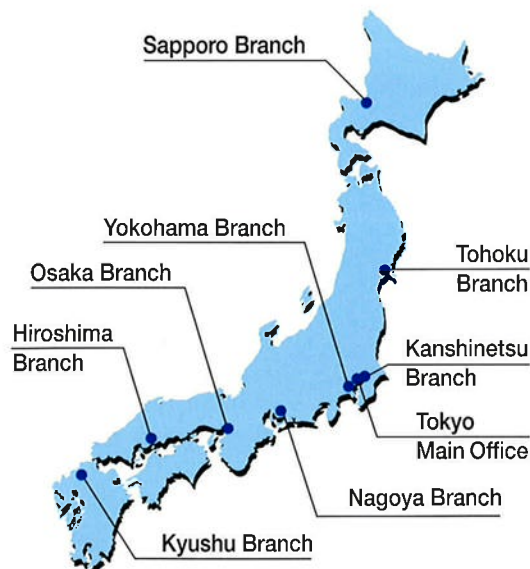 Sapporo Branch
Yokohama Branch
Tohoku
Branch
Osaka Branch
Hiroshima
Branch
Kanshinetsu
Branch
Tokyo
Main Office
Nagoya Branch
Kyushu Branch